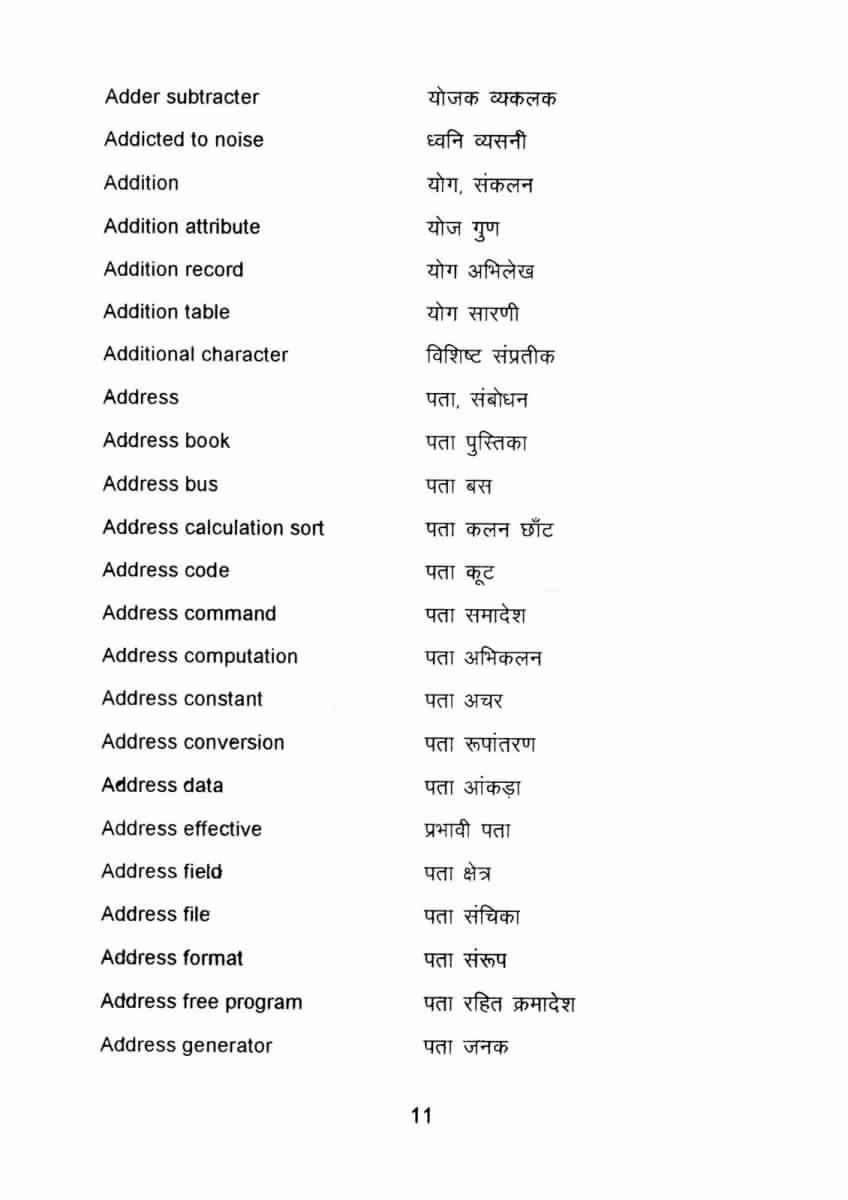 Adder subtracter योजक व्यकलक
Addicted to noise ध्वनि व्यसनी
Addition योग, संकलन
Addition attribute योज गुण
Addition record योग अभिलेख
Addition table योग सारणी
Additional character विशिष्ट संप्रतीक
Address पता, संबोधन
Address book पता पुस्तिका
Address bus पता बस
Address calculation sort पता कलन छाँट
Address code पता कूट
Address command पता समादेश
Address computation पता अभिकलन
Address constant पता अचर
Address conversion पता रूपांतरण
Address data पता आंकड़ा
Address effective प्रभावी पता
Address field पता क्षेत्र
Address file पता संचिका
Address format पता संरूप
Address free program पता रहित क्रमादेश
Address generator पता जनक
11